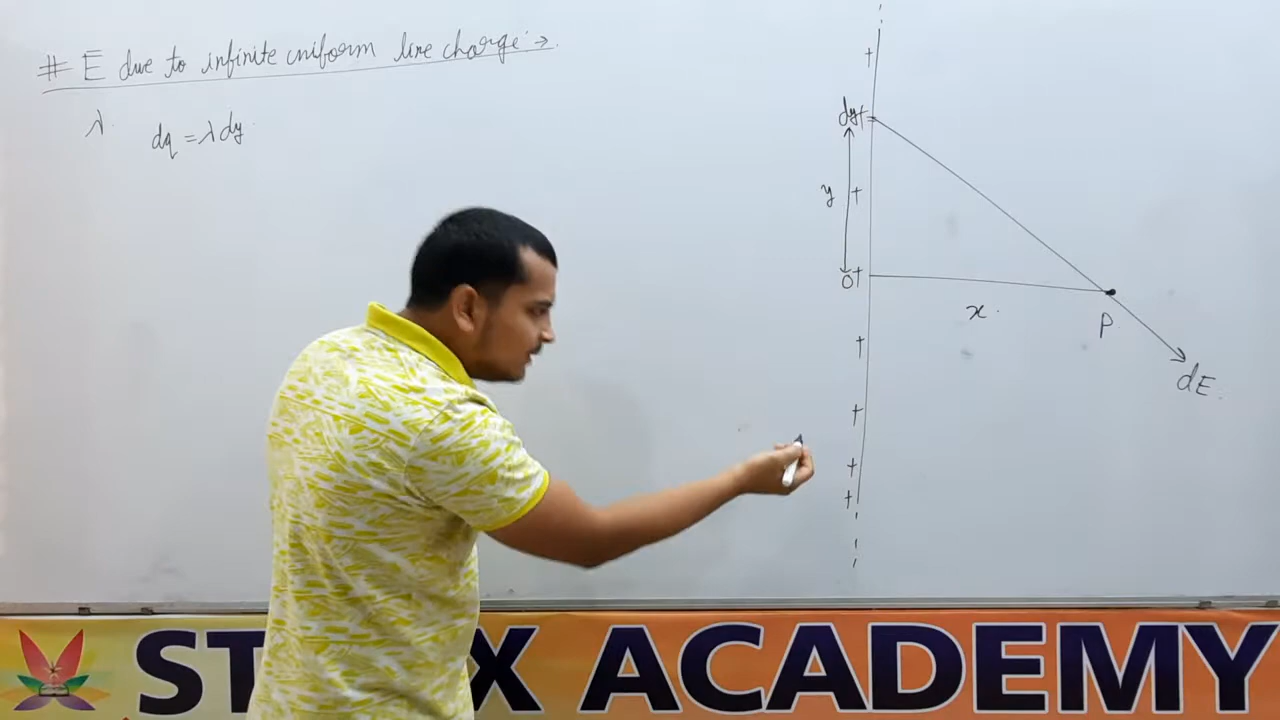 # E due to infinite uniform line charge :→
λ dq = λ dy
+
dy +
y +
O +
x
P
+
dE
+
+
+
ST X ACADEMY